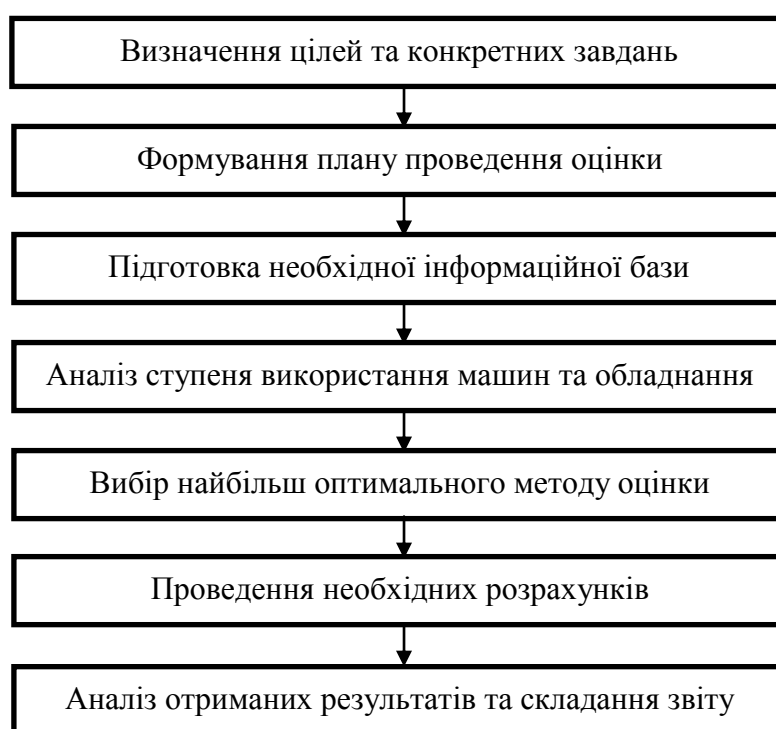 Визначення цілей та конкретних завдань
Формування плану проведення оцінки
Підготовка необхідної інформаційної бази
Аналіз ступеня використання машин та обладнання
Вибір найбільш оптимального методу оцінки
Проведення необхідних розрахунків
Аналіз отриманих результатів та складання звіту